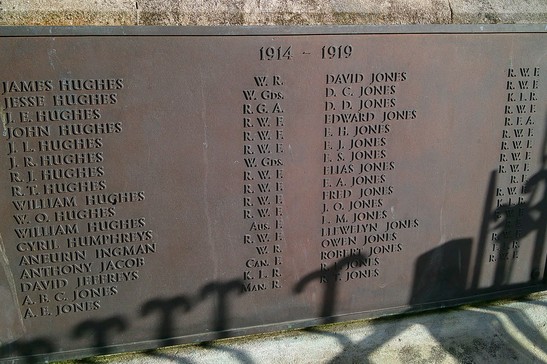 1914 – 1919
JAMES HUGHES W. R.
JESSE HUGHES W. Gds.
J. E. HUGHES R. G. A.
JOHN HUGHES R. W. F.
J. L. HUGHES R. W. F.
J. R. HUGHES R. W. F.
R. J. HUGHES W. Gds.
R. T. HUGHES R. W. F.
WILLIAM HUGHES R. W. F.
W. O. HUGHES R. W. F.
WILLIAM HUGHES R. W. F.
CYRIL HUMPHREYS Aus. F.
ANEURIN INGMAN R. W. F.
ANTHONY JACOB W. R.
DAVID JEFFREYS Can. F.
A. B. C. JONES K. L. R.
A. E. JONES Man. R.
DAVID JONES R. W. F.
D. C. JONES R. W. F.
D. D. JONES K. L. R.
EDWARD JONES R. W. F.
E. H. JONES R. F. A.
E. J. JONES R. W. F.
E. S. JONES R. W. F.
ELIAS JONES R. W. F.
E. A. JONES R. F.
FRED JONES R. W. F.
J. O. JONES
L. M. JONES
LLEWELYN JONES
OWEN JONES
ROBERT JONES
JONES
JONES